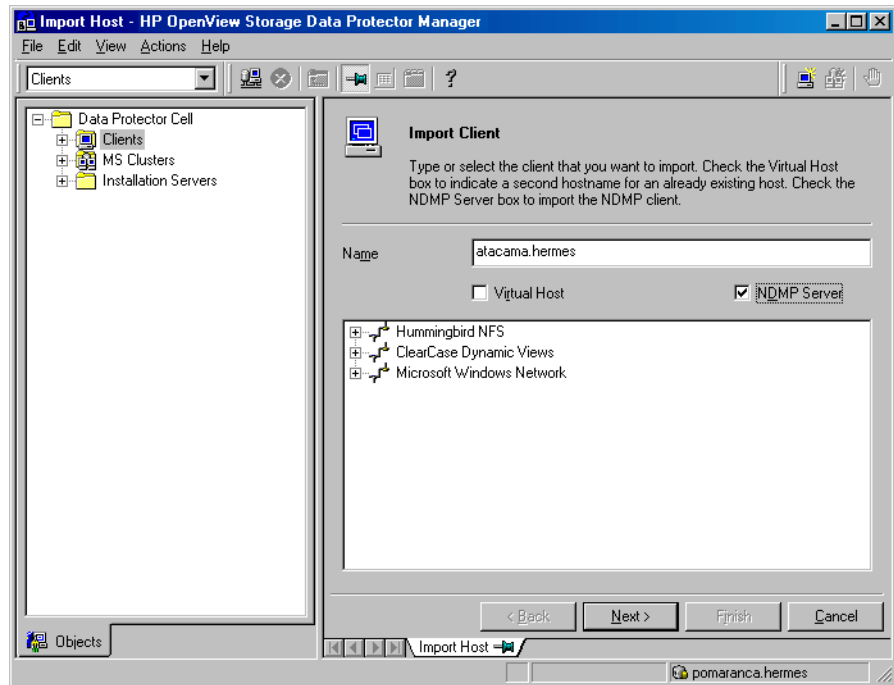 Import Host - HP OpenView Storage Data Protector Manager
File Edit View Actions Help
Clients
Data Protector Cell
Clients
MS Clusters
Installation Servers
Objects
Import Client
Type or select the client that you want to import. Check the Virtual Host
box to indicate a second hostname for an already existing host. Check the
NDMP Server box to import the NDMP client.
Name atacama.hermes
Virtual Host NDMP Server
Hummingbird NFS
ClearCase Dynamic Views
Microsoft Windows Network
< Back Next > Finish Cancel
Import Host
pomaranca.hermes